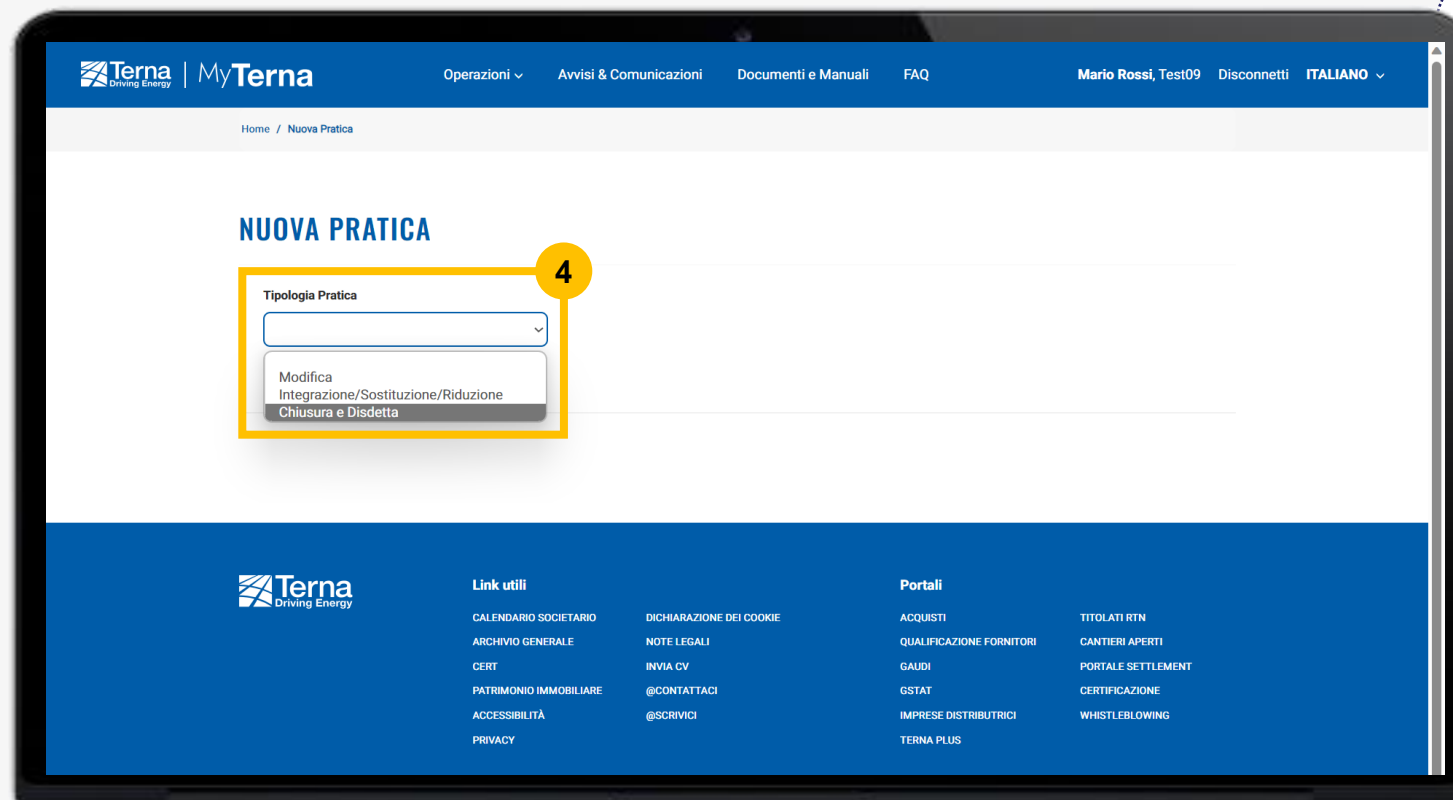 Terna
Driving Energy
MyTerna
Operazioni
Avvisi & Comunicazioni
Documenti e Manuali
FAQ
Mario Rossi, Test09
Disconnetti
ITALIANO
Home / Nuova Pratica
NUOVA PRATICA
4
Tipologia Pratica
Modifica
Integrazione/Sostituzione/Riduzione
Chiusura e Disdetta
Terna
Driving Energy
Link utili
CALENDARIO SOCIETARIO
ARCHIVIO GENERALE
CERT
PATRIMONIO IMMOBILIARE
ACCESSIBILITÀ
PRIVACY
DICHIARAZIONE DEI COOKIE
NOTE LEGALI
INVIA CV
@CONTATTACI
@SCRIVICI
Portali
ACQUISTI
QUALIFICAZIONE FORNITORI
GAUDI
GSTAT
IMPRESE DISTRIBUTRICI
TERNA PLUS
TITOLATI RTN
CANTIERI APERTI
PORTALE SETTLEMENT
CERTIFICAZIONE
WHISTLEBLOWING